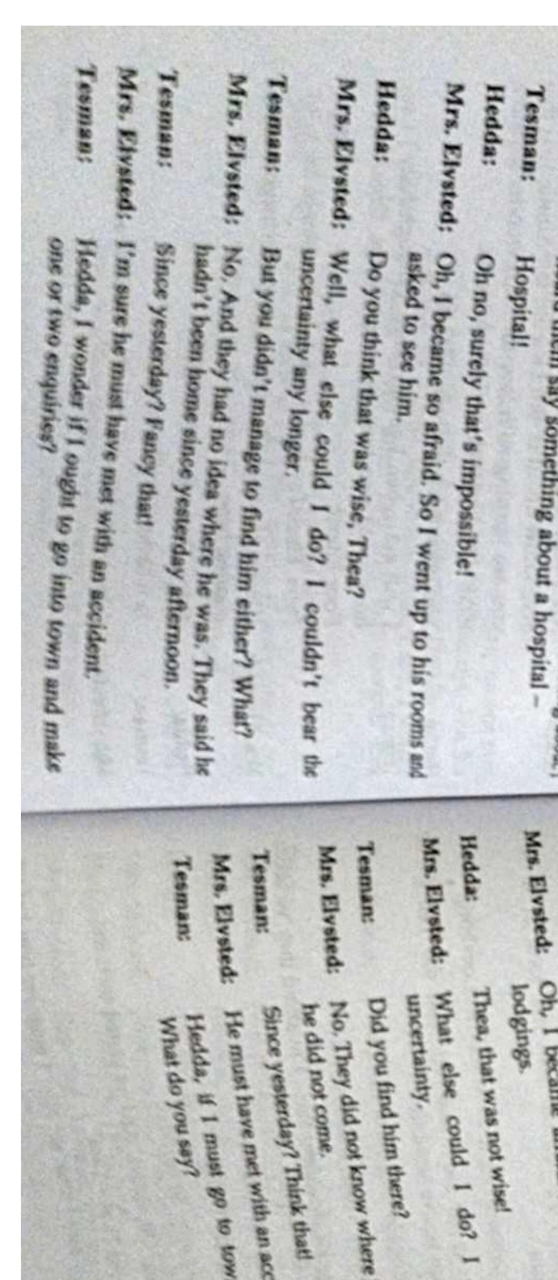 something about a hospital –
Tesman: Hospital!
Hedda: Oh no, surely that's impossible!
Mrs. Elvsted: Oh, I became so afraid. So I went up to his rooms and
asked to see him.
Hedda: Do you think that was wise, Thea?
Mrs. Elvsted: Well, what else could I do? I couldn't bear the
uncertainty any longer.
Tesman: But you didn't manage to find him either? What?
Mrs. Elvsted: No. And they had no idea where he was. They said he
hadn't been home since yesterday afternoon.
Tesman: Since yesterday? Fancy that!
Mrs. Elvsted: I'm sure he must have met with an accident.
Tesman: Hedda, I wonder if I ought to go into town and make
one or two enquiries?
Mrs. Elvsted: Oh, I became
lodgings.
Hedda: Thea, that was not wise!
Mrs. Elvsted: What else could I do? I
uncertainty.
Tesman: Did you find him there?
Mrs. Elvsted: No. They did not know where
he did not come.
Tesman: Since yesterday? Think that!
Mrs. Elvsted: He must have met with an acc
Tesman: Hedda, if I must go to tow
What do you say?